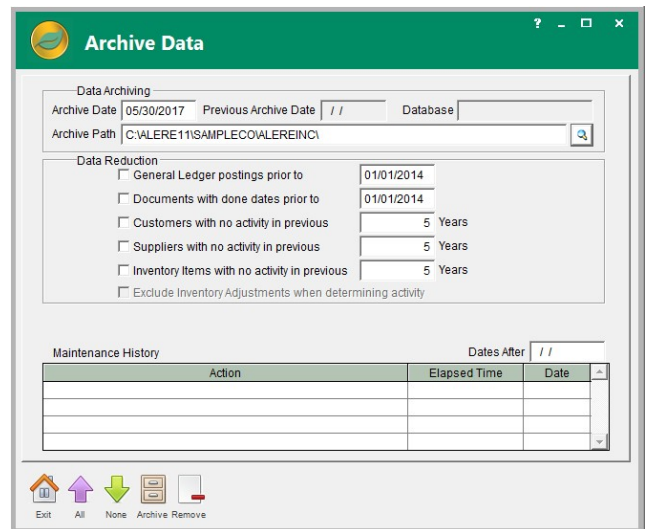 Archive Data
? _ □ ×
Data Archiving
Archive Date 05/30/2017 Previous Archive Date / / Database
Archive Path C:\ALERE11\SAMPLECO\ALEREINC\
Data Reduction
General Ledger postings prior to 01/01/2014
Documents with done dates prior to 01/01/2014
Customers with no activity in previous 5 Years
Suppliers with no activity in previous 5 Years
Inventory Items with no activity in previous 5 Years
Exclude Inventory Adjustments when determining activity
Maintenance History Dates After / /
Action Elapsed Time Date
Exit All None Archive Remove